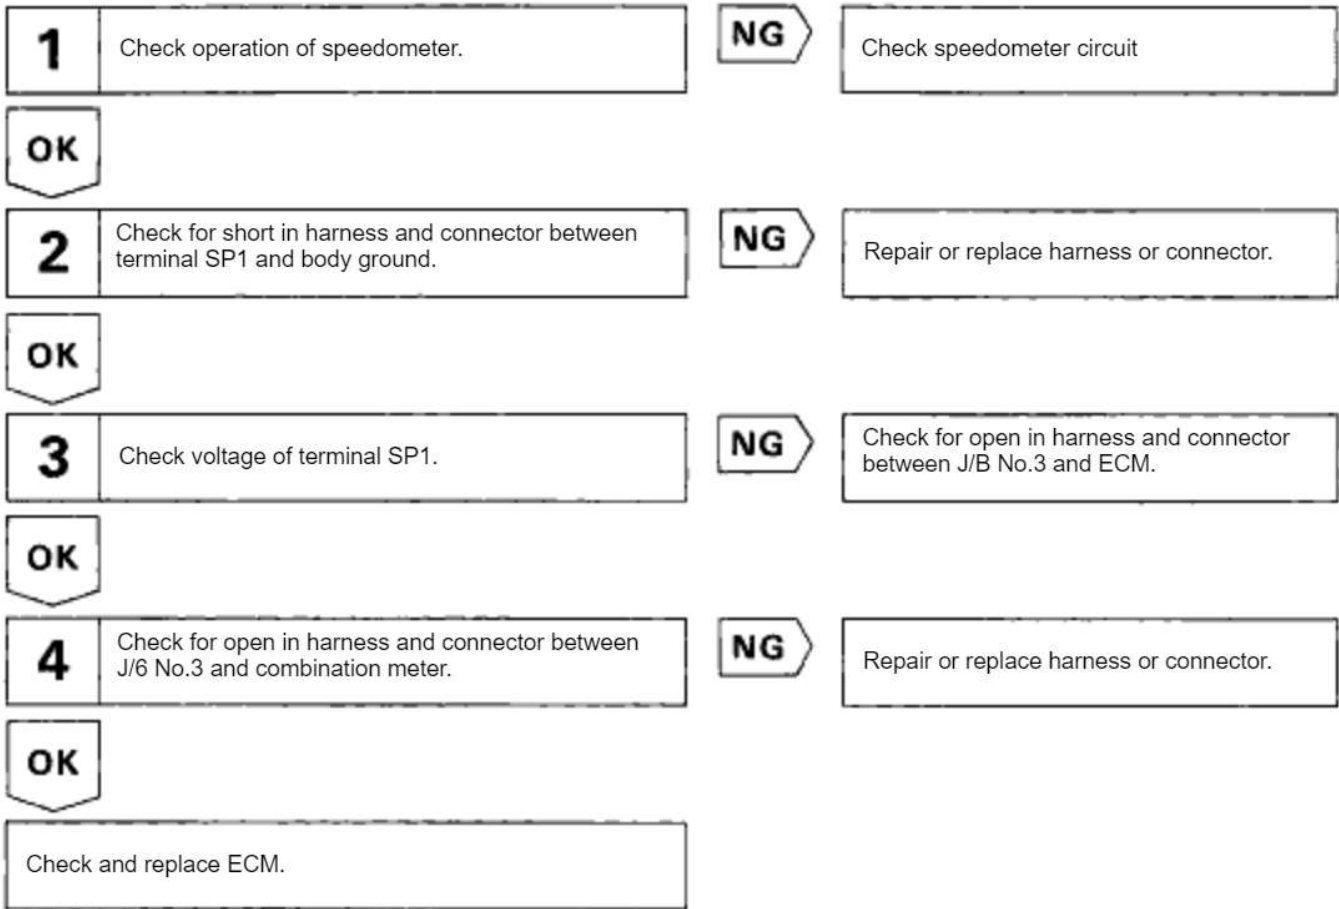 1
Check operation of speedometer.
NG
Check speedometer circuit
OK
2
Check for short in harness and connector between
terminal SP1 and body ground.
NG
Repair or replace harness or connector.
OK
3
Check voltage of terminal SP1.
NG
Check for open in harness and connector
between J/B No.3 and ECM.
OK
4
Check for open in harness and connector between
J/6 No.3 and combination meter.
NG
Repair or replace harness or connector.
OK
Check and replace ECM.